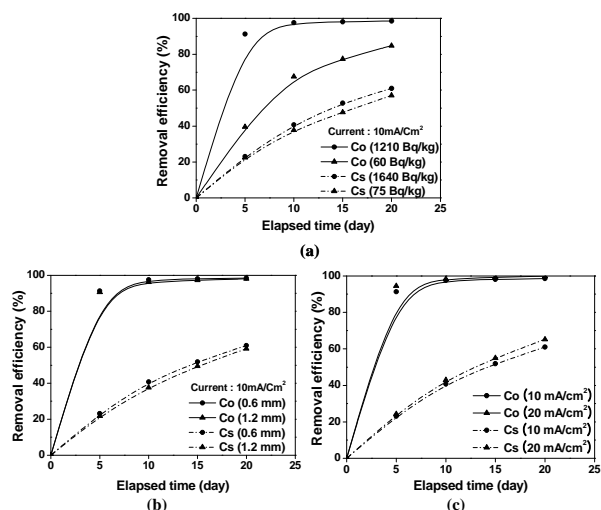 100
80
60
40
20
0
0 5 10 15 20 25
Removal efficiency (%)
Elapsed time (day)
Current : 10mA/Cm²
Co (1210 Bq/kg)
Co (60 Bq/kg)
Cs (1640 Bq/kg)
Cs (75 Bq/kg)
(a)
100
80
60
40
20
0
0 5 10 15 20 25
Removal efficiency (%)
Elapsed time (day)
Current : 10mA/Cm²
Co (0.6 mm)
Co (1.2 mm)
Cs (0.6 mm)
Cs (1.2 mm)
(b)
100
80
60
40
20
0
0 5 10 15 20 25
Removal efficiency (%)
Elapsed time (day)
Co (10 mA/cm²)
Co (20 mA/cm²)
Cs (10 mA/cm²)
Cs (20 mA/cm²)
(c)